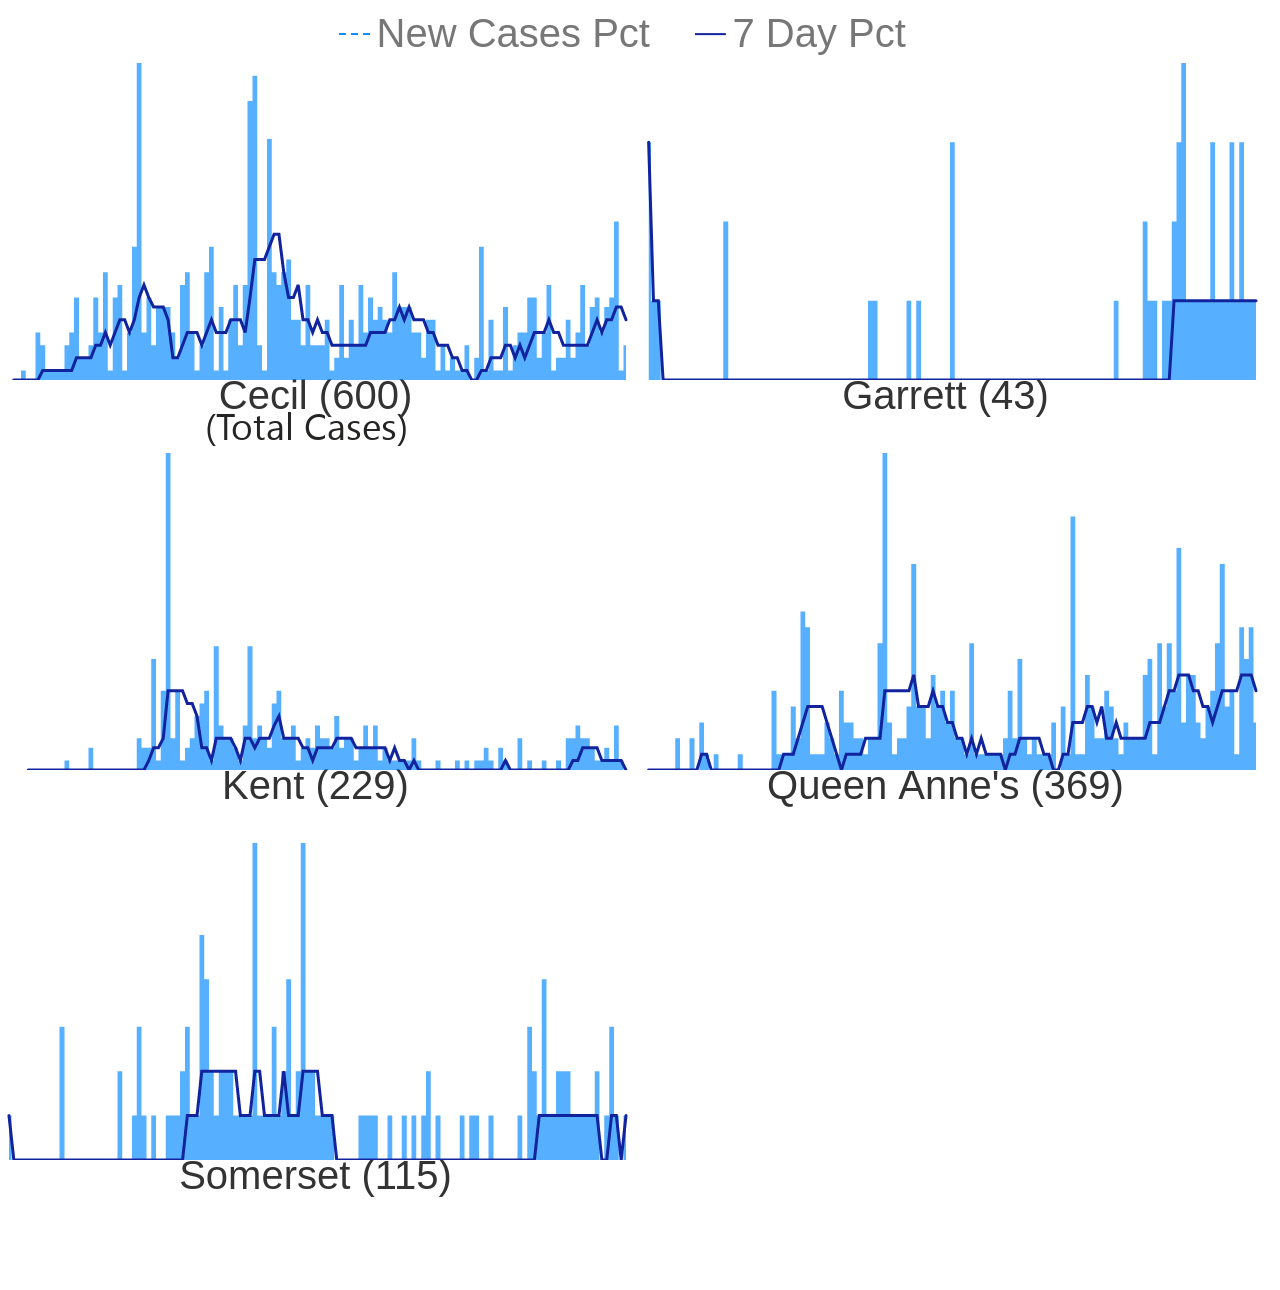 New Cases Pct 7 Day Pct
Cecil (600)
(Total Cases)
Garrett (43)
Kent (229)
Queen Anne's (369)
Somerset (115)